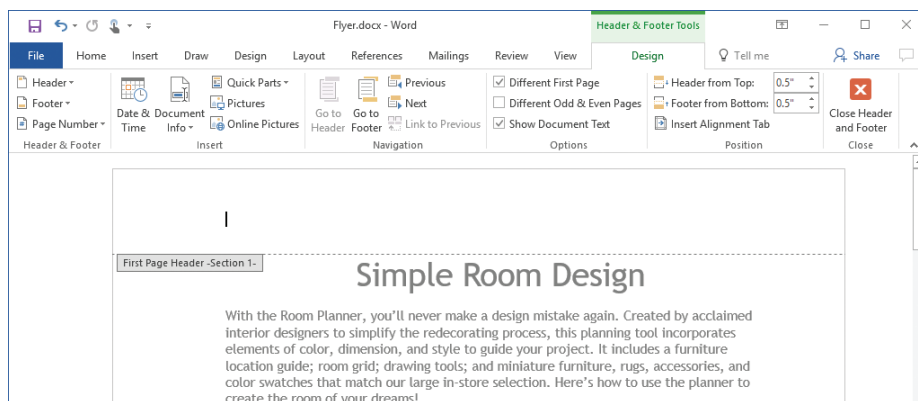 Flyer.docx - Word
Header & Footer Tools
File Home Insert Draw Design Layout References Mailings Review View Design Tell me Share
Header
Footer
Page Number
Header & Footer
Date & Time
Document Info
Quick Parts
Pictures
Online Pictures
Insert
Go to Header
Go to Footer
Previous
Next
Link to Previous
Navigation
Different First Page
Different Odd & Even Pages
Show Document Text
Options
Header from Top: 0.5"
Footer from Bottom: 0.5"
Insert Alignment Tab
Position
Close Header and Footer
Close
First Page Header -Section 1-
Simple Room Design
With the Room Planner, you’ll never make a design mistake again. Created by acclaimed
interior designers to simplify the redecorating process, this planning tool incorporates
elements of color, dimension, and style to guide your project. It includes a furniture
location guide; room grid; drawing tools; and miniature furniture, rugs, accessories, and
color swatches that match our large in-store selection. Here’s how to use the planner to
create the room of your dreams!